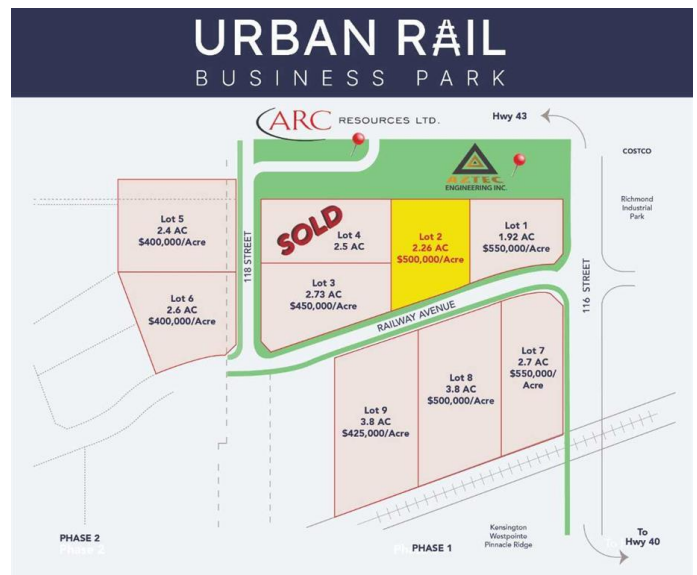 URBAN RAIL
BUSINESS PARK
ARC RESOURCES LTD.
Hwy 43
COSTCO
AZTEC
ENGINEERING INC.
Richmond
Industrial
Park
Lot 5
2.4 AC
$400,000/Acre
118 STREET
SOLD
Lot 4
2.5 AC
Lot 2
2.26 AC
$500,000/Acre
Lot 1
1.92 AC
$550,000/Acre
Lot 6
2.6 AC
$400,000/Acre
Lot 3
2.73 AC
$450,000/Acre
116 STREET
RAILWAY AVENUE
Lot 7
2.7 AC
$550,000/
Acre
Lot 8
3.8 AC
$500,000/Acre
Lot 9
3.8 AC
$425,000/Acre
PHASE 2
Phase 2
PHASE 1
Kensington
Westpointe
Pinnacle Ridge
To
Hwy 40